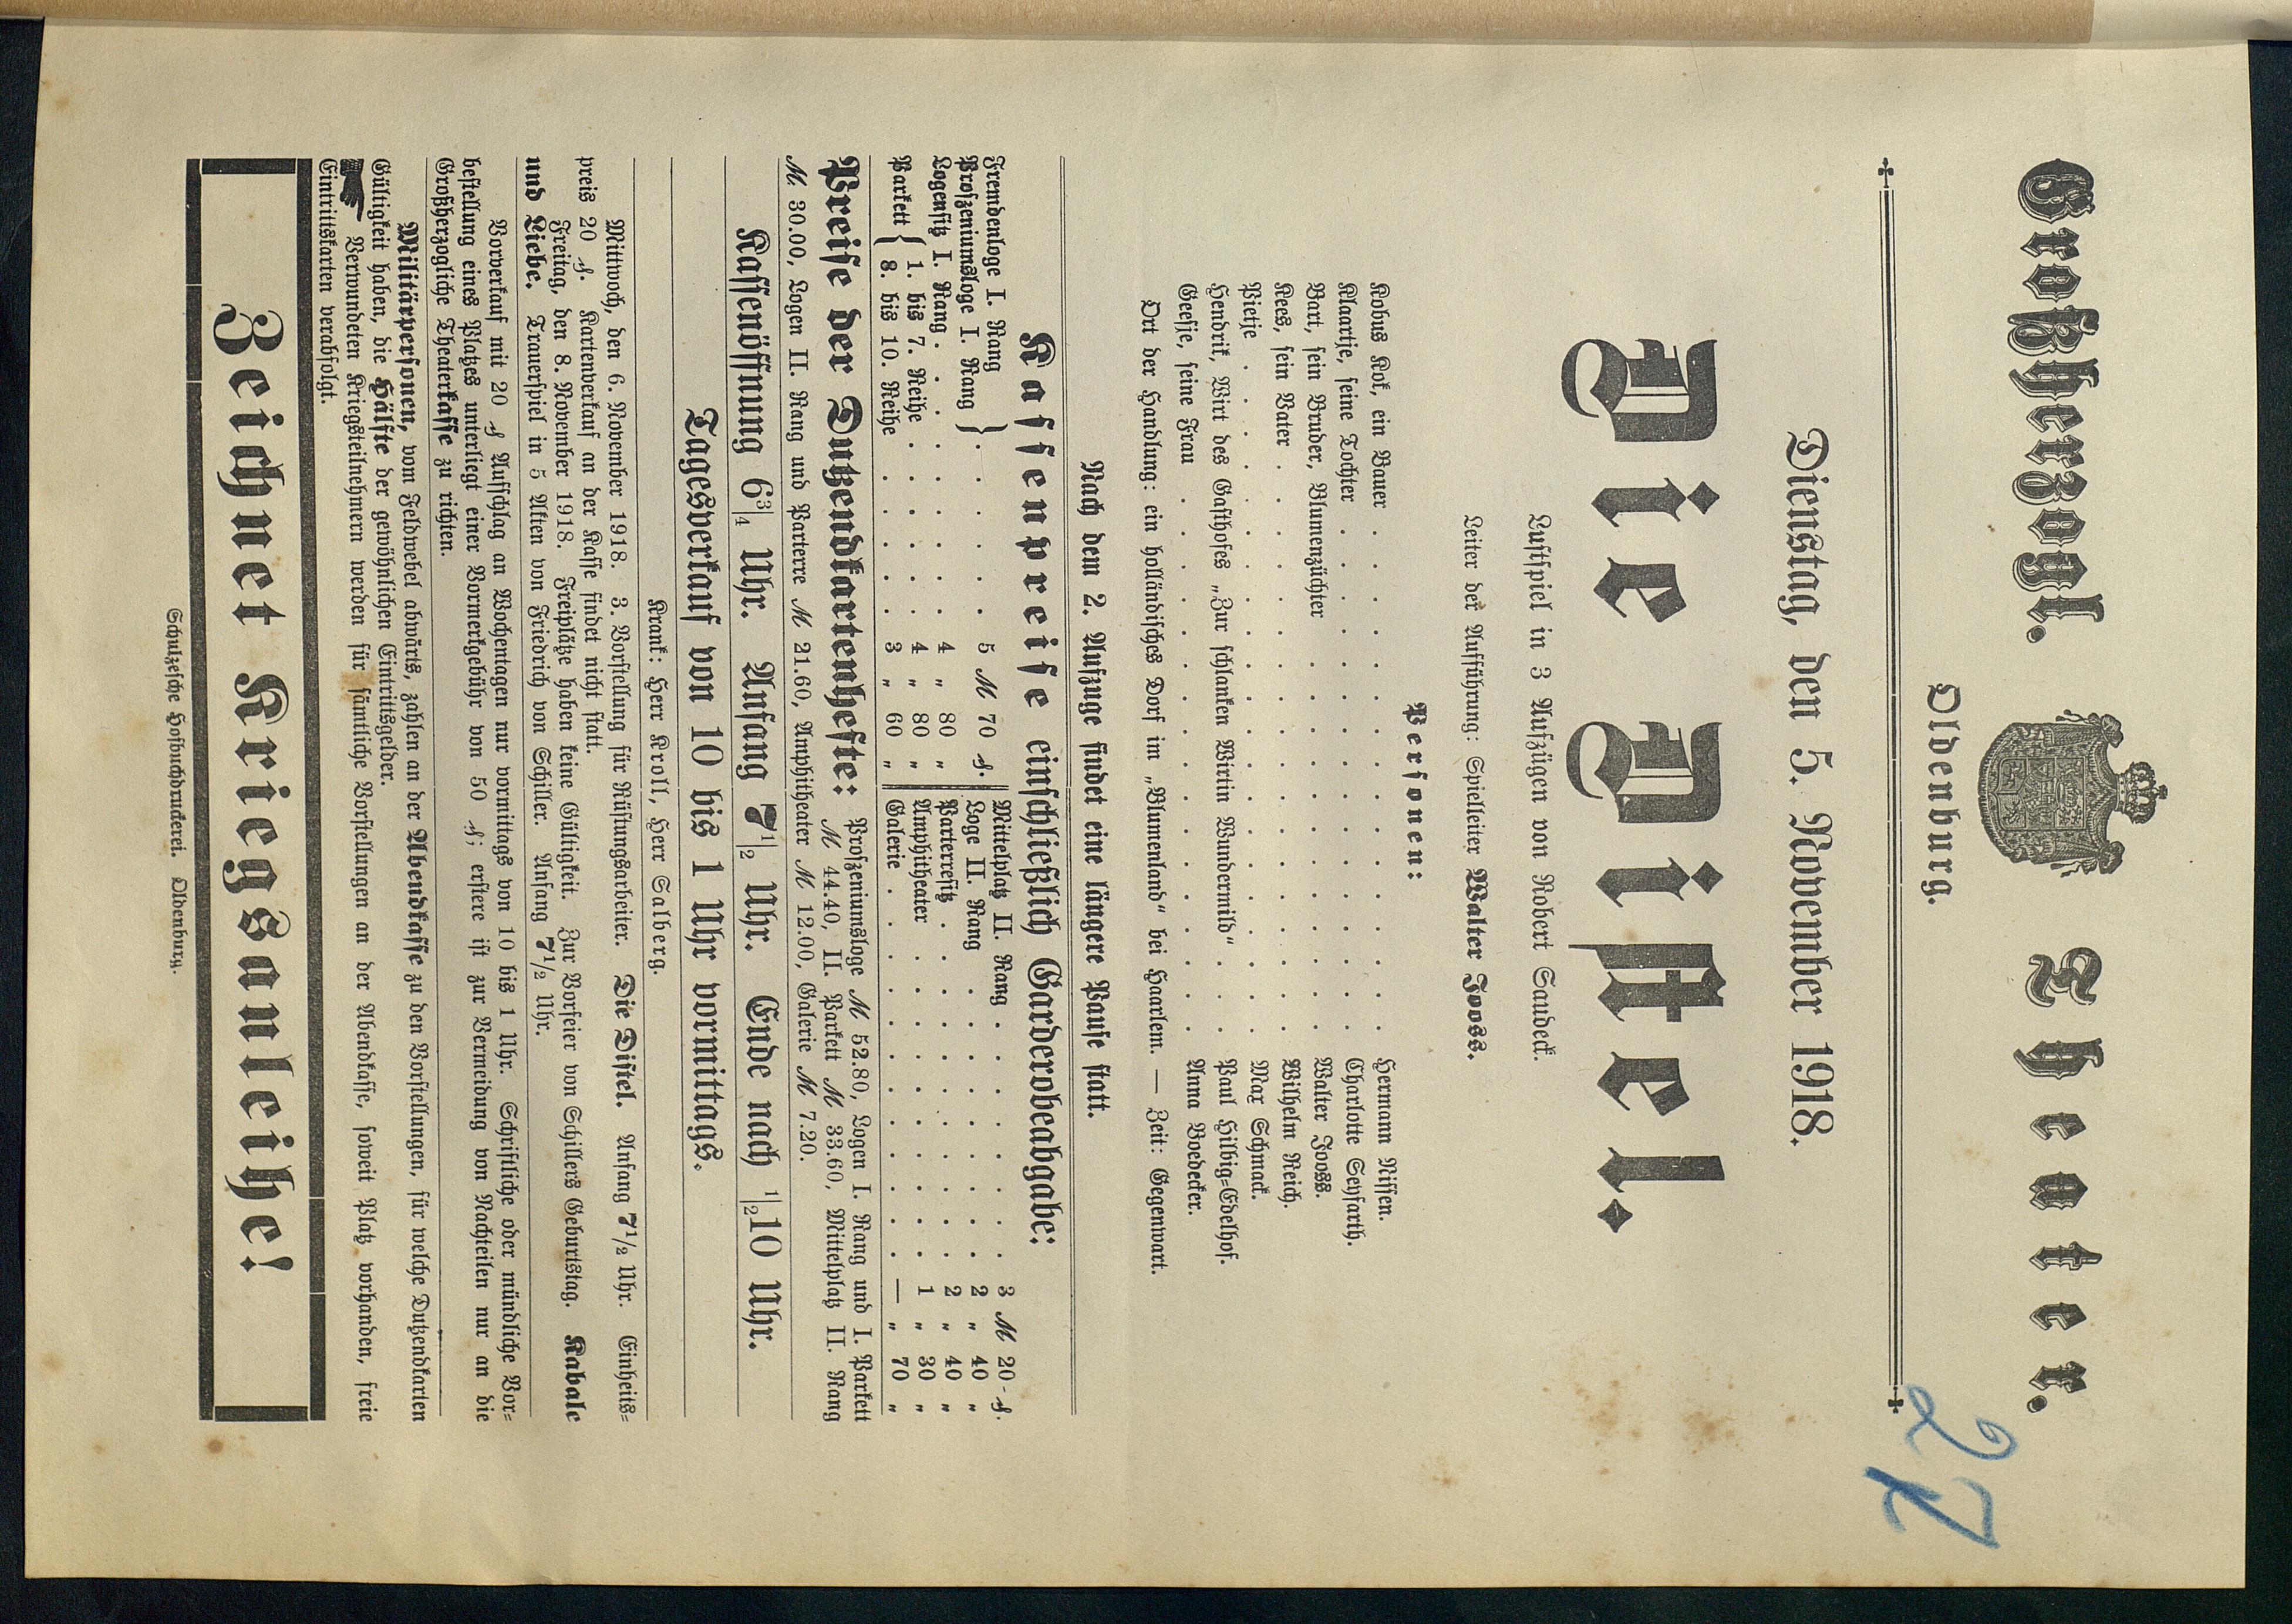 Großherzogl. Theater.
Oldenburg.
27
Dienstag, den 5. November 1918.
Die Distel.
Lustspiel in 3 Aufzügen von Robert Saudeck.
Leiter der Aufführung: Spielleiter Walter Jooss.
Personen:
Kobus Kok, ein Bauer . . . . . . . . . . Hermann Nissen.
Klaartje, seine Tochter . . . . . . . . . . Charlotte Seyfarth.
Bart, sein Bruder, Blumenzüchter . . . . . . . . Walter Jooss.
Kees, sein Vater . . . . . . . . . . . Wilhelm Reich.
Pietje . . . . . . . . . . . . . Max Schmack.
Hendrik, Wirt des Gasthofes „Zur schlanken Wirtin Wundermild“ . . Paul Hilbig-Edelhof.
Geesje, seine Frau . . . . . . . . . . . Anna Boedecker.
Ort der Handlung: ein holländisches Dorf im „Blumenland“ bei Haarlem. — Zeit: Gegenwart.
Nach dem 2. Aufzuge findet eine längere Pause statt.
Kassenpreise einschließlich Garderobeabgabe:
Fremdenloge I. Rang
Proszeniumsloge I. Rang } . . . . 5 ℳ 70 ₰.
Logensitz I. Rang . . . . . . 4 „ 80 „
Parkett { 1. bis 7. Reihe . . . . 4 „ 80 „
8. bis 10. Reihe . . . . 3 „ 60 „
Mittelplatz II. Rang . . . . . 3 ℳ 20 ₰.
Loge II. Rang . . . . . . 2 „ 40 „
Parterresitz . . . . . . 2 „ 40 „
Amphitheater . . . . . . 1 „ 30 „
Galerie . . . . . . . — „ 70 „
Preise der Dutzendkartenhefte: Proszeniumsloge ℳ 52.80, Logen I. Rang und I. Parkett
ℳ 44.40, II. Parkett ℳ 33.60, Mittelplatz II. Rang
ℳ 30.00, Logen II. Rang und Parterre ℳ 21.60, Amphitheater ℳ 12.00, Galerie ℳ 7.20.
Kassenöffnung 6¾ Uhr. Anfang 7½ Uhr. Ende nach ½10 Uhr.
Tagesverkauf von 10 bis 1 Uhr vormittags.
Krank: Herr Kroll, Herr Salberg.
Mittwoch, den 6. November 1918. 3. Vorstellung für Rüstungsarbeiter. Die Distel. Anfang 7½ Uhr. Einheits-
preis 20 ₰. Kartenverkauf an der Kasse findet nicht statt.
Freitag, den 8. November 1918. Freiplätze haben keine Gültigkeit. Zur Vorfeier von Schillers Geburtstag. Kabale
und Liebe. Trauerspiel in 5 Akten von Friedrich von Schiller. Anfang 7½ Uhr.
Vorverkauf mit 20 ₰ Aufschlag an Wochentagen nur vormittags von 10 bis 1 Uhr. Schriftliche oder mündliche Vor-
bestellung eines Platzes unterliegt einer Vormerkgebühr von 50 ₰; erstere ist zur Vermeidung von Nachteilen nur an die
Großherzogliche Theaterkasse zu richten.
Militärpersonen, vom Feldwebel abwärts, zahlen an der Abendkasse zu den Vorstellungen, für welche Dutzendkarten
Gültigkeit haben, die Hälfte der gewöhnlichen Eintrittsgelder.
Verwundeten Kriegsteilnehmern werden für sämtliche Vorstellungen an der Abendkasse, soweit Platz vorhanden, freie
Eintrittskarten verabfolgt.
Zeichnet Kriegsanleihe!
Schulzesche Hofbuchdruckerei. Oldenburg.